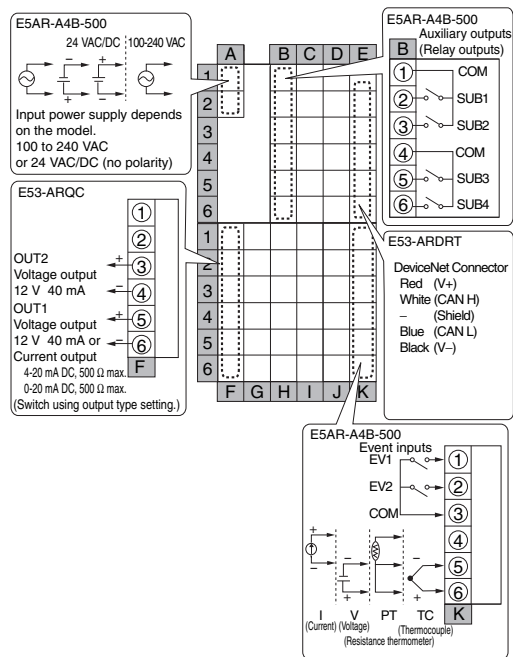 E5AR-A4B-500
24 VAC/DC 100-240 VAC
+ − +
− +
Input power supply depends
on the model.
100 to 240 VAC
or 24 VAC/DC (no polarity)
A B C D E
1
2
3
4
5
6
1
2
3
4
5
6
F G H I J K
E5AR-A4B-500
Auxiliary outputs
(Relay outputs)
B
1 COM
2 SUB1
3 SUB2
4 COM
5 SUB3
6 SUB4
E53-ARQC
1
2
OUT2
Voltage output
12 V 40 mA
+ 3
− 4
OUT1
Voltage output
12 V 40 mA or
Current output
+ 5
− 6
F
4-20 mA DC, 500 Ω max.
0-20 mA DC, 500 Ω max.
(Switch using output type setting.)
E53-ARDRT
DeviceNet Connector
Red (V+)
White (CAN H)
– (Shield)
Blue (CAN L)
Black (V–)
E5AR-A4B-500
Event inputs
EV1 1
EV2 2
COM 3
4
5
6
K
+ − − −
+ +
I V PT TC
(Current) (Voltage) (Thermocouple)
(Resistance thermometer)